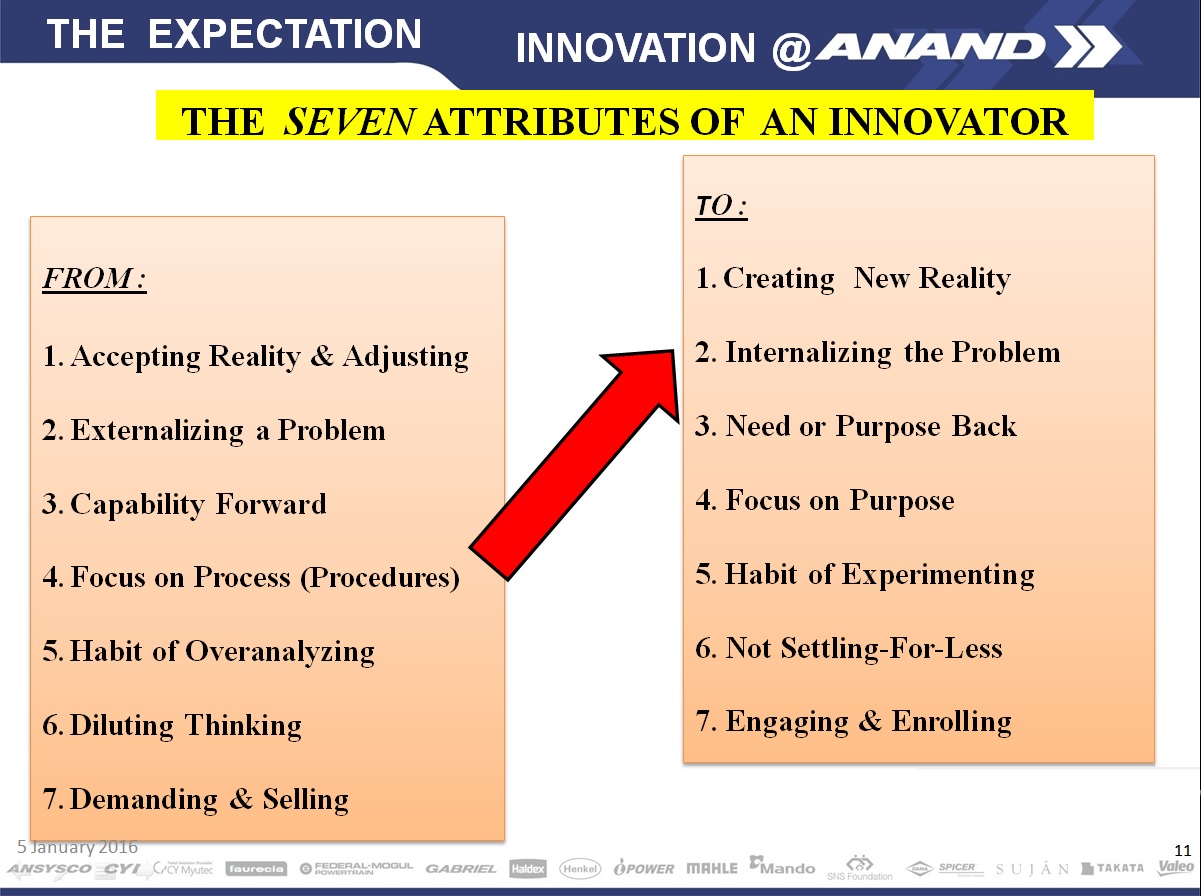 THE EXPECTATION
INNOVATION @ ANAND
THE SEVEN ATTRIBUTES OF AN INNOVATOR
FROM :
1. Accepting Reality & Adjusting
2. Externalizing a Problem
3. Capability Forward
4. Focus on Process (Procedures)
5. Habit of Overanalyzing
6. Diluting Thinking
7. Demanding & Selling
TO :
1. Creating New Reality
2. Internalizing the Problem
3. Need or Purpose Back
4. Focus on Purpose
5. Habit of Experimenting
6. Not Settling-For-Less
7. Engaging & Enrolling
5 January 2016
11
ANSYSCO CYI CY Myutec faurecia FEDERAL-MOGUL POWERTRAIN GABRIEL Haldex Henkel iPOWER MAHLE Mando SNS Foundation DANA SPICER SUJÁN TAKATA Valeo